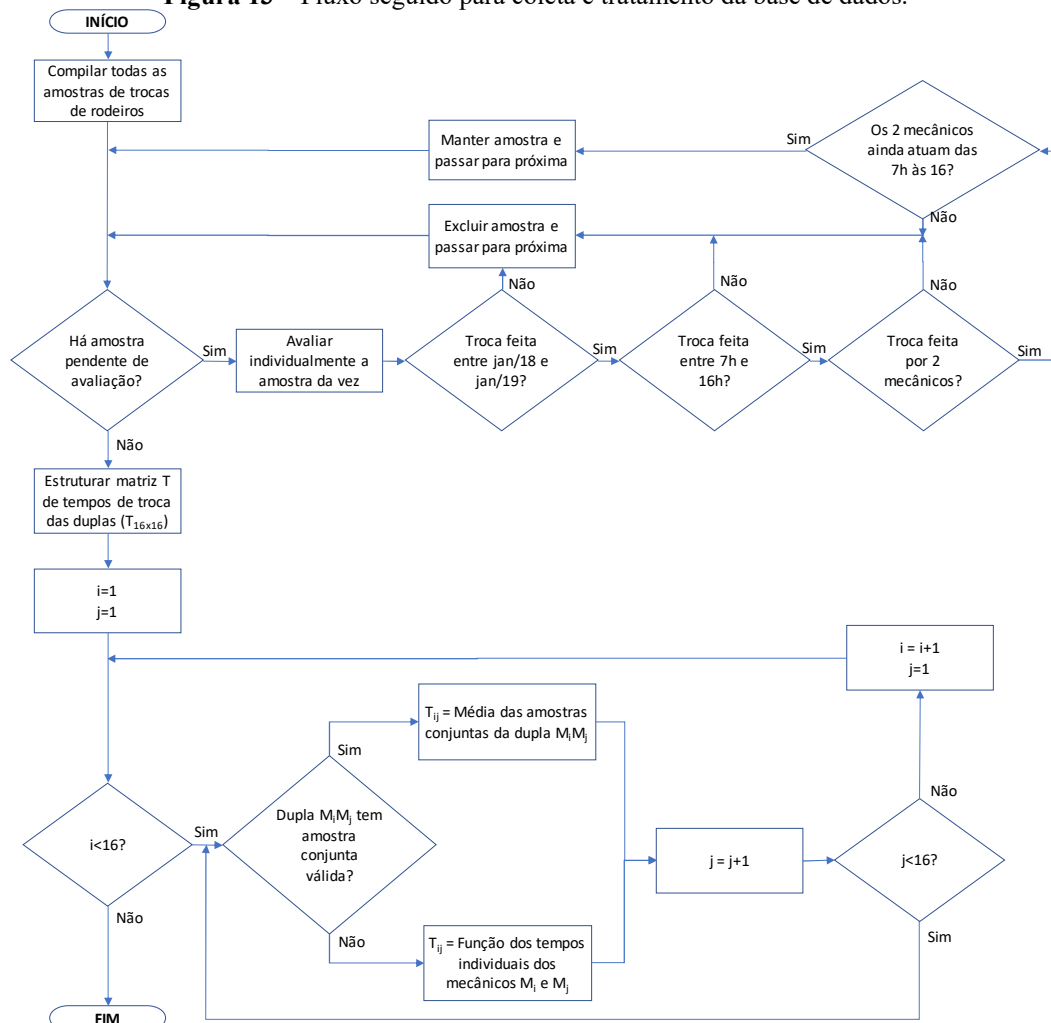 Figura 15 – Fluxo seguido para coleta e tratamento da base de dados.
INÍCIO
Compilar todas as
amostras de trocas
de rodeiros
Manter amostra e
passar para próxima
Sim
Os 2 mecânicos
ainda atuam das
7h às 16?
Não
Excluir amostra e
passar para próxima
Não
Não
Não
Há amostra
pendente de
avaliação?
Sim
Avaliar
individualmente a
amostra da vez
Troca feita
entre jan/18 e
jan/19?
Sim
Troca feita
entre 7h e
16h?
Sim
Troca feita
por 2
mecânicos?
Sim
Não
Estruturar matriz T
de tempos de troca
das duplas (T16x16)
i=1
j=1
i = i+1
j=1
Tij = Média das amostras
conjuntas da dupla MiMj
Sim
Não
i<16?
Sim
Dupla MiMj tem
amostra
conjunta
válida?
j = j+1
j<16?
Não
Não
Sim
Tij = Função dos tempos
individuais dos
mecânicos Mi e Mj
FIM